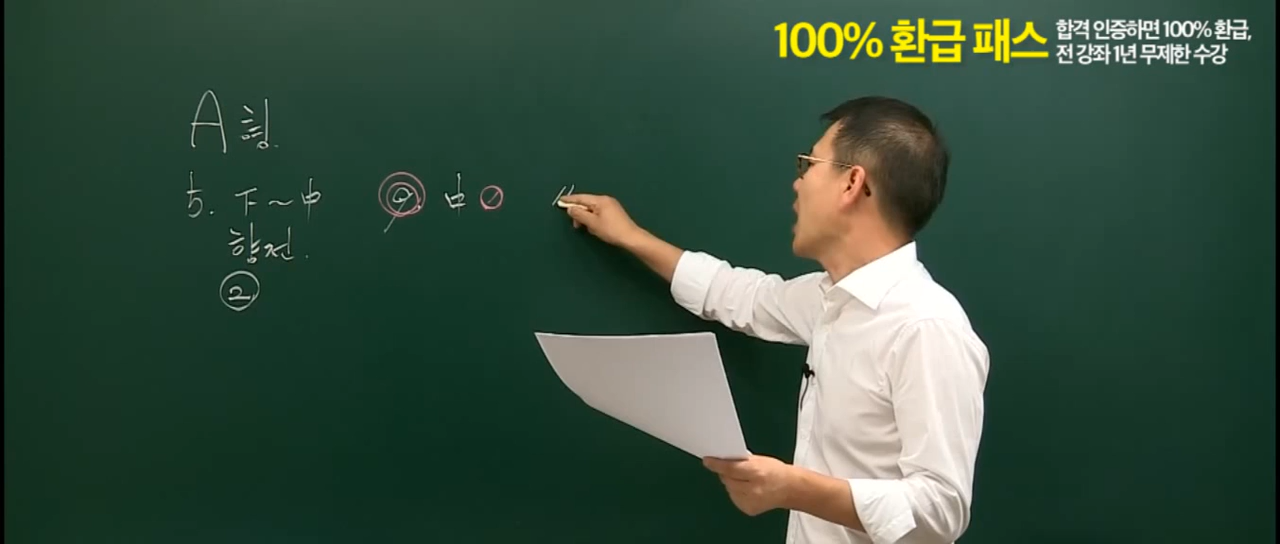 100% 환급 패스
합격 인증하면 100% 환급,
전 강좌 1년 무제한 수강
A형.
5. 下~中 中
향전.
②